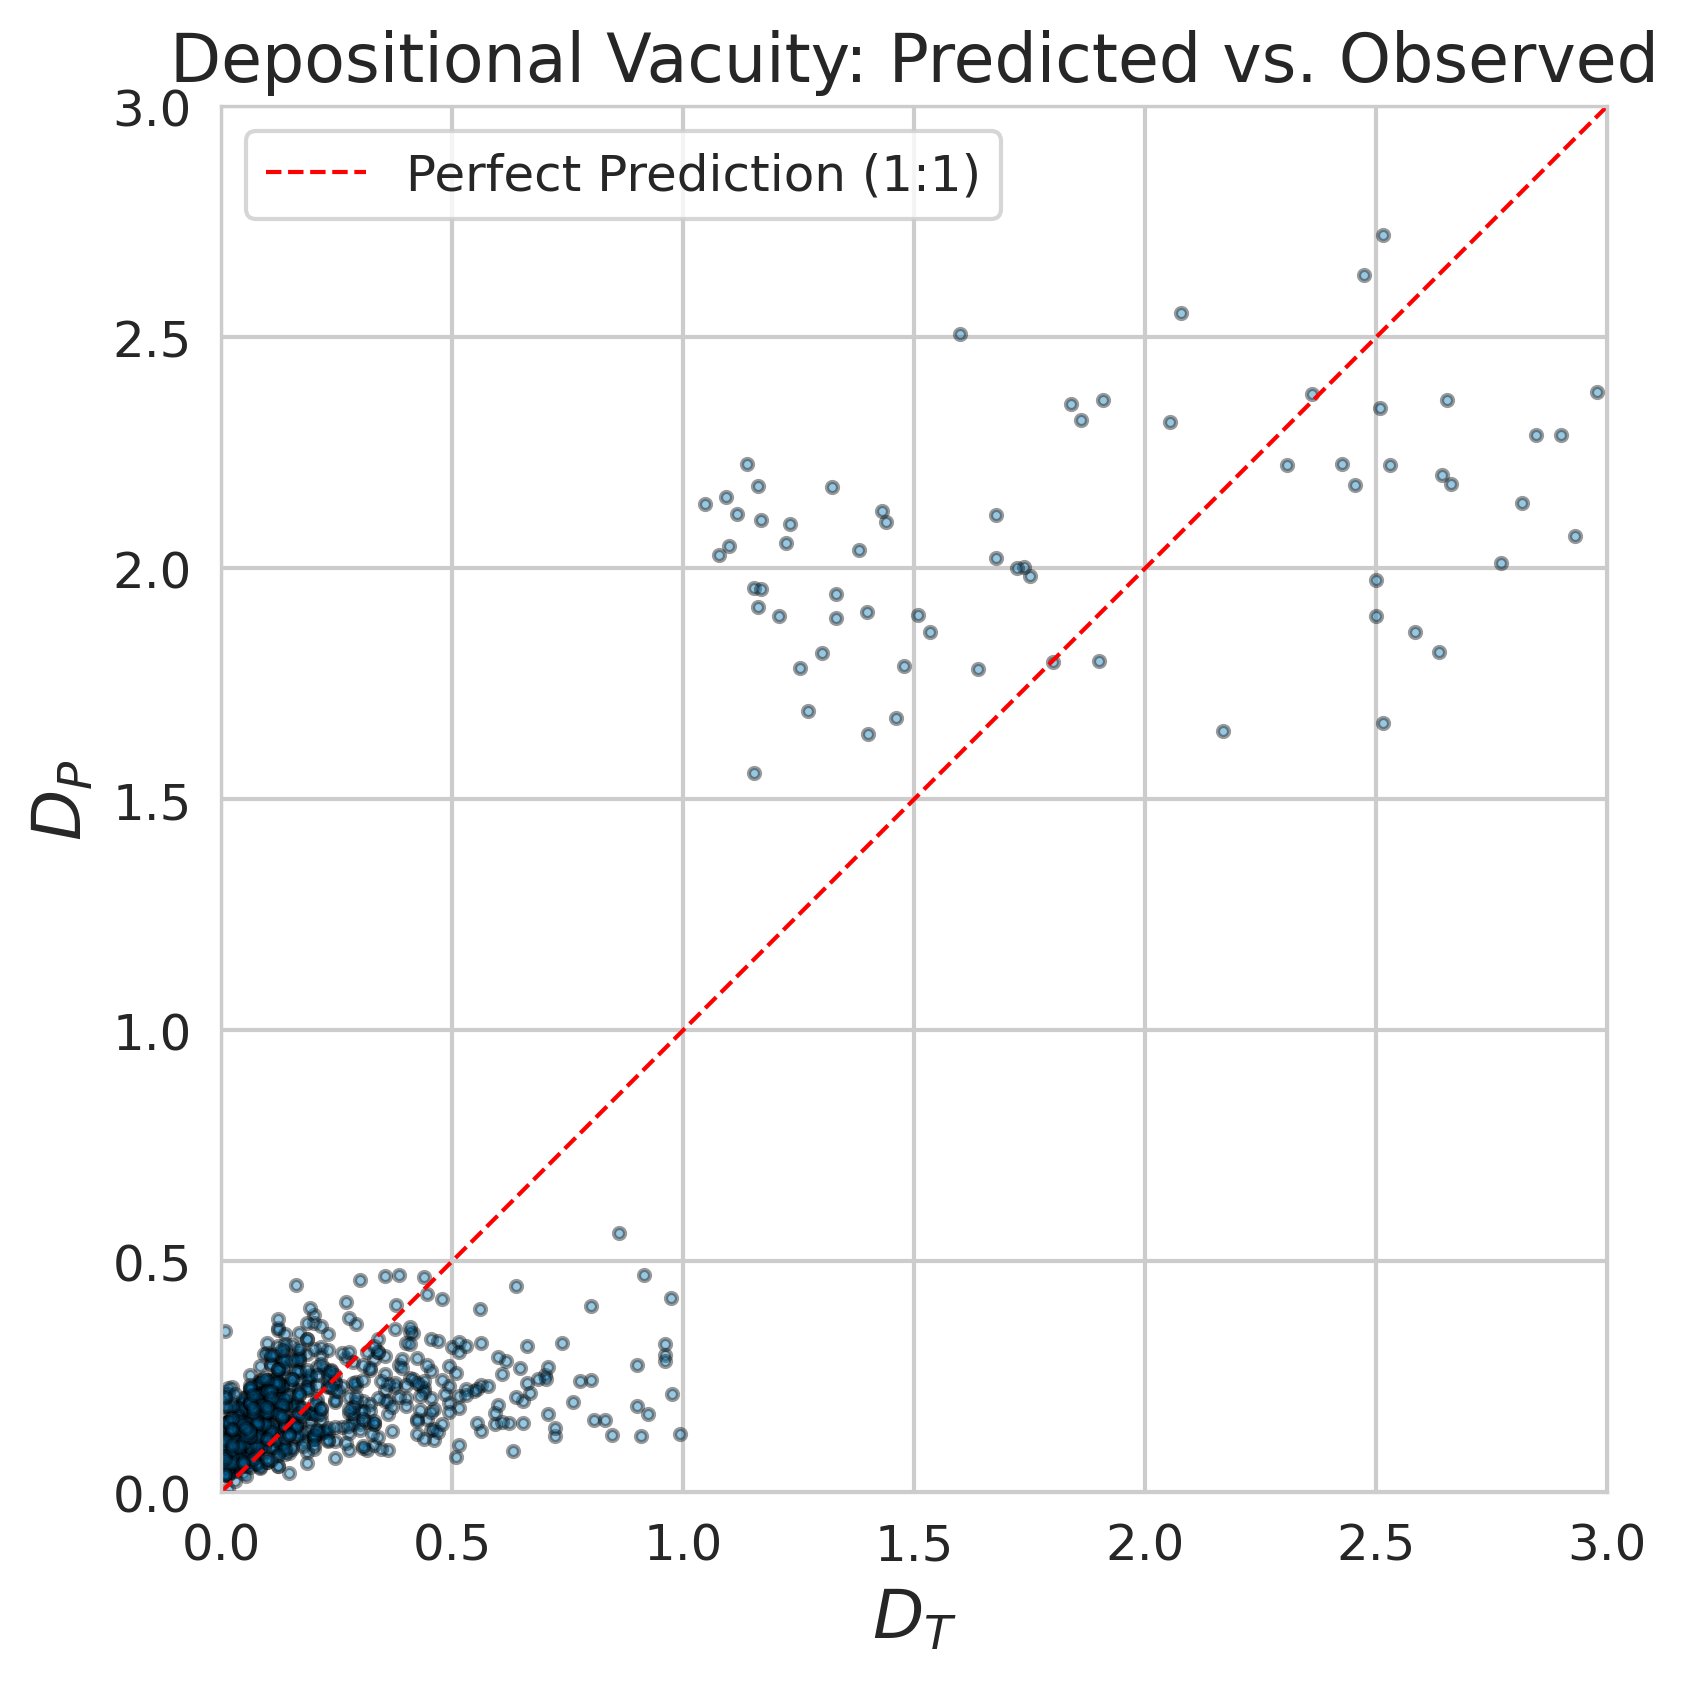 Depositional Vacuity: Predicted vs. Observed
3.0
Perfect Prediction (1:1)
2.5
2.0
1.5
1.0
0.5
0.0
D_P
0.0 0.5 1.0 1.5 2.0 2.5 3.0
D_T